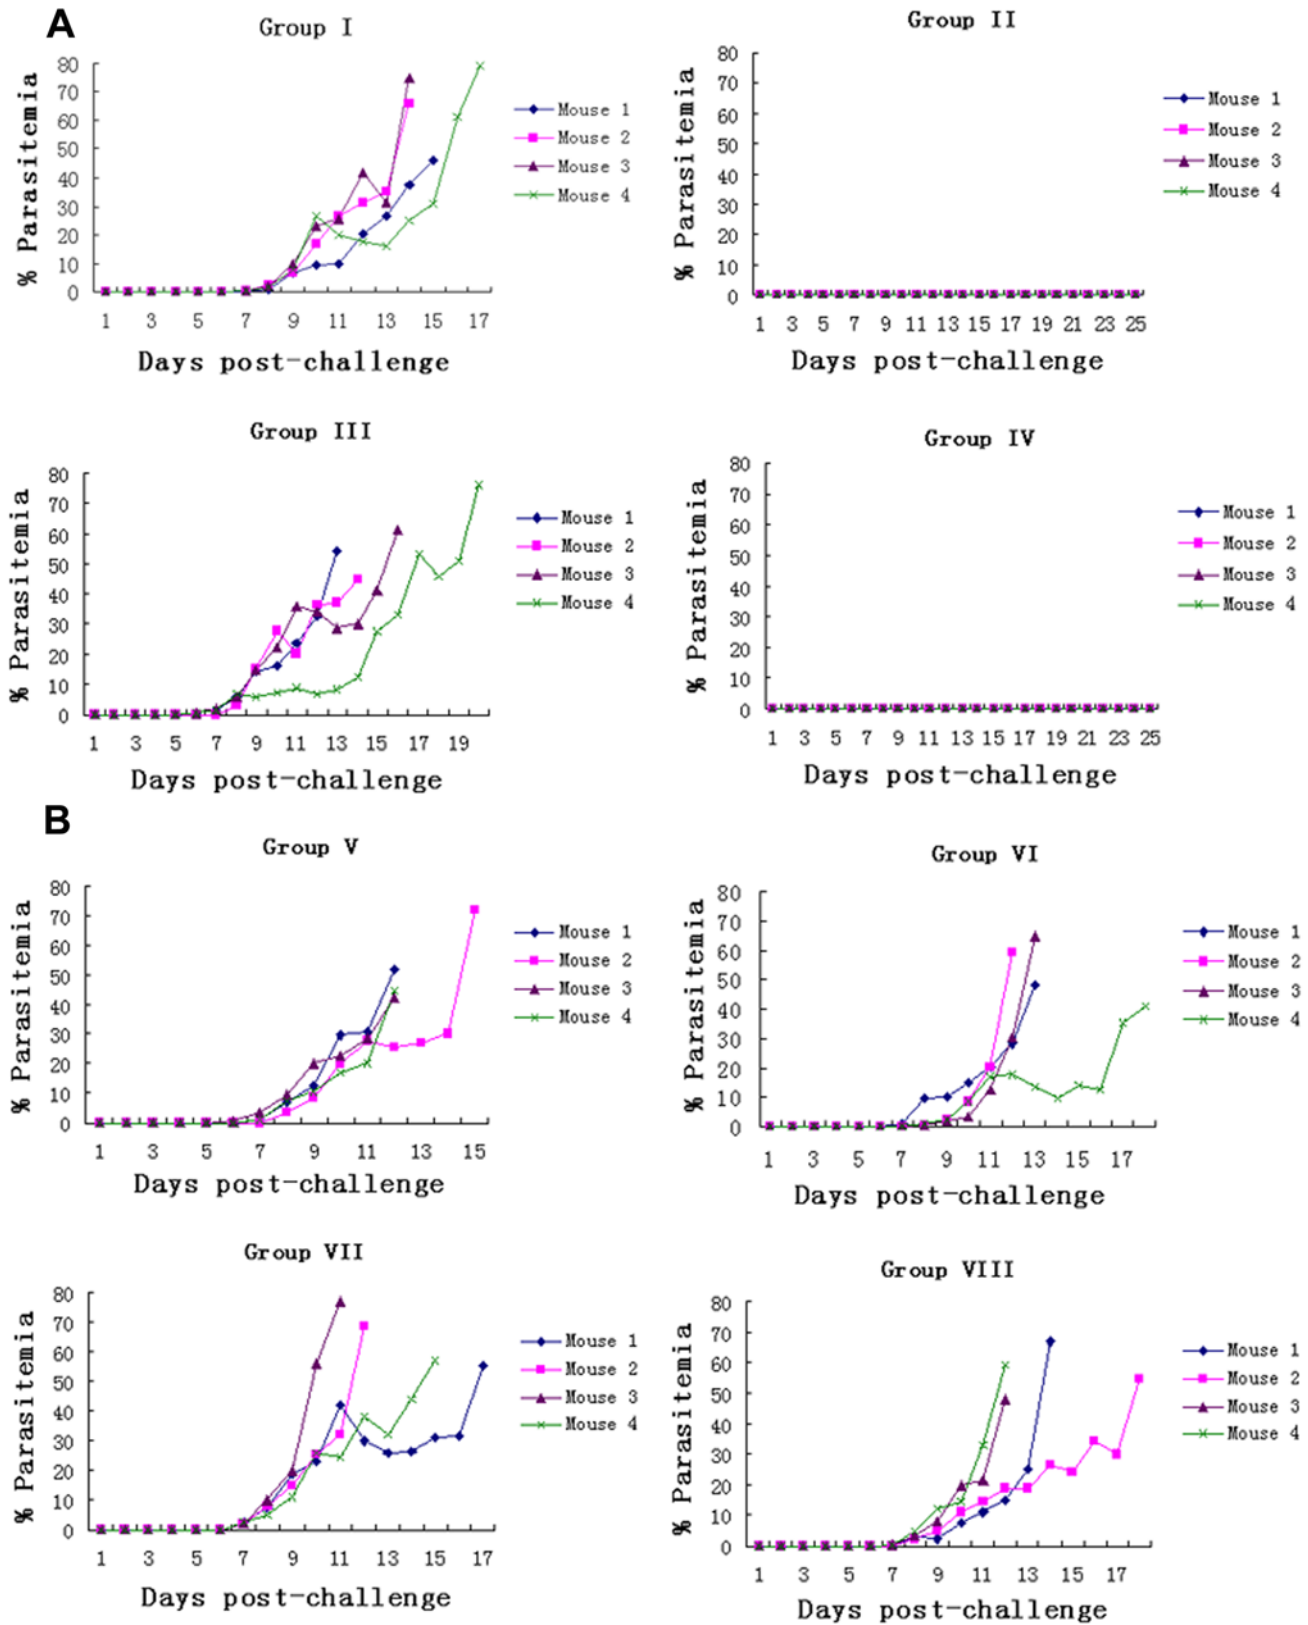 A
Group I
% Parasitemia
80
70
60
50
40
30
20
10
0
1 3 5 7 9 11 13 15 17
Days post-challenge
Mouse 1
Mouse 2
Mouse 3
Mouse 4
Group II
% Parasitemia
80
70
60
50
40
30
20
10
0
1 3 5 7 9 11 13 15 17 19 21 23 25
Days post-challenge
Mouse 1
Mouse 2
Mouse 3
Mouse 4
Group III
% Parasitemia
80
70
60
50
40
30
20
10
0
1 3 5 7 9 11 13 15 17 19
Days post-challenge
Mouse 1
Mouse 2
Mouse 3
Mouse 4
Group IV
% Parasitemia
80
70
60
50
40
30
20
10
0
1 3 5 7 9 11 13 15 17 19 21 23 25
Days post-challenge
Mouse 1
Mouse 2
Mouse 3
Mouse 4
B
Group V
% Parasitemia
80
70
60
50
40
30
20
10
0
1 3 5 7 9 11 13 15
Days post-challenge
Mouse 1
Mouse 2
Mouse 3
Mouse 4
Group VI
% Parasitemia
80
70
60
50
40
30
20
10
0
1 3 5 7 9 11 13 15 17
Days post-challenge
Mouse 1
Mouse 2
Mouse 3
Mouse 4
Group VII
% Parasitemia
80
70
60
50
40
30
20
10
0
1 3 5 7 9 11 13 15 17
Days post-challenge
Mouse 1
Mouse 2
Mouse 3
Mouse 4
Group VIII
% Parasitemia
80
70
60
50
40
30
20
10
0
1 3 5 7 9 11 13 15 17
Days post-challenge
Mouse 1
Mouse 2
Mouse 3
Mouse 4